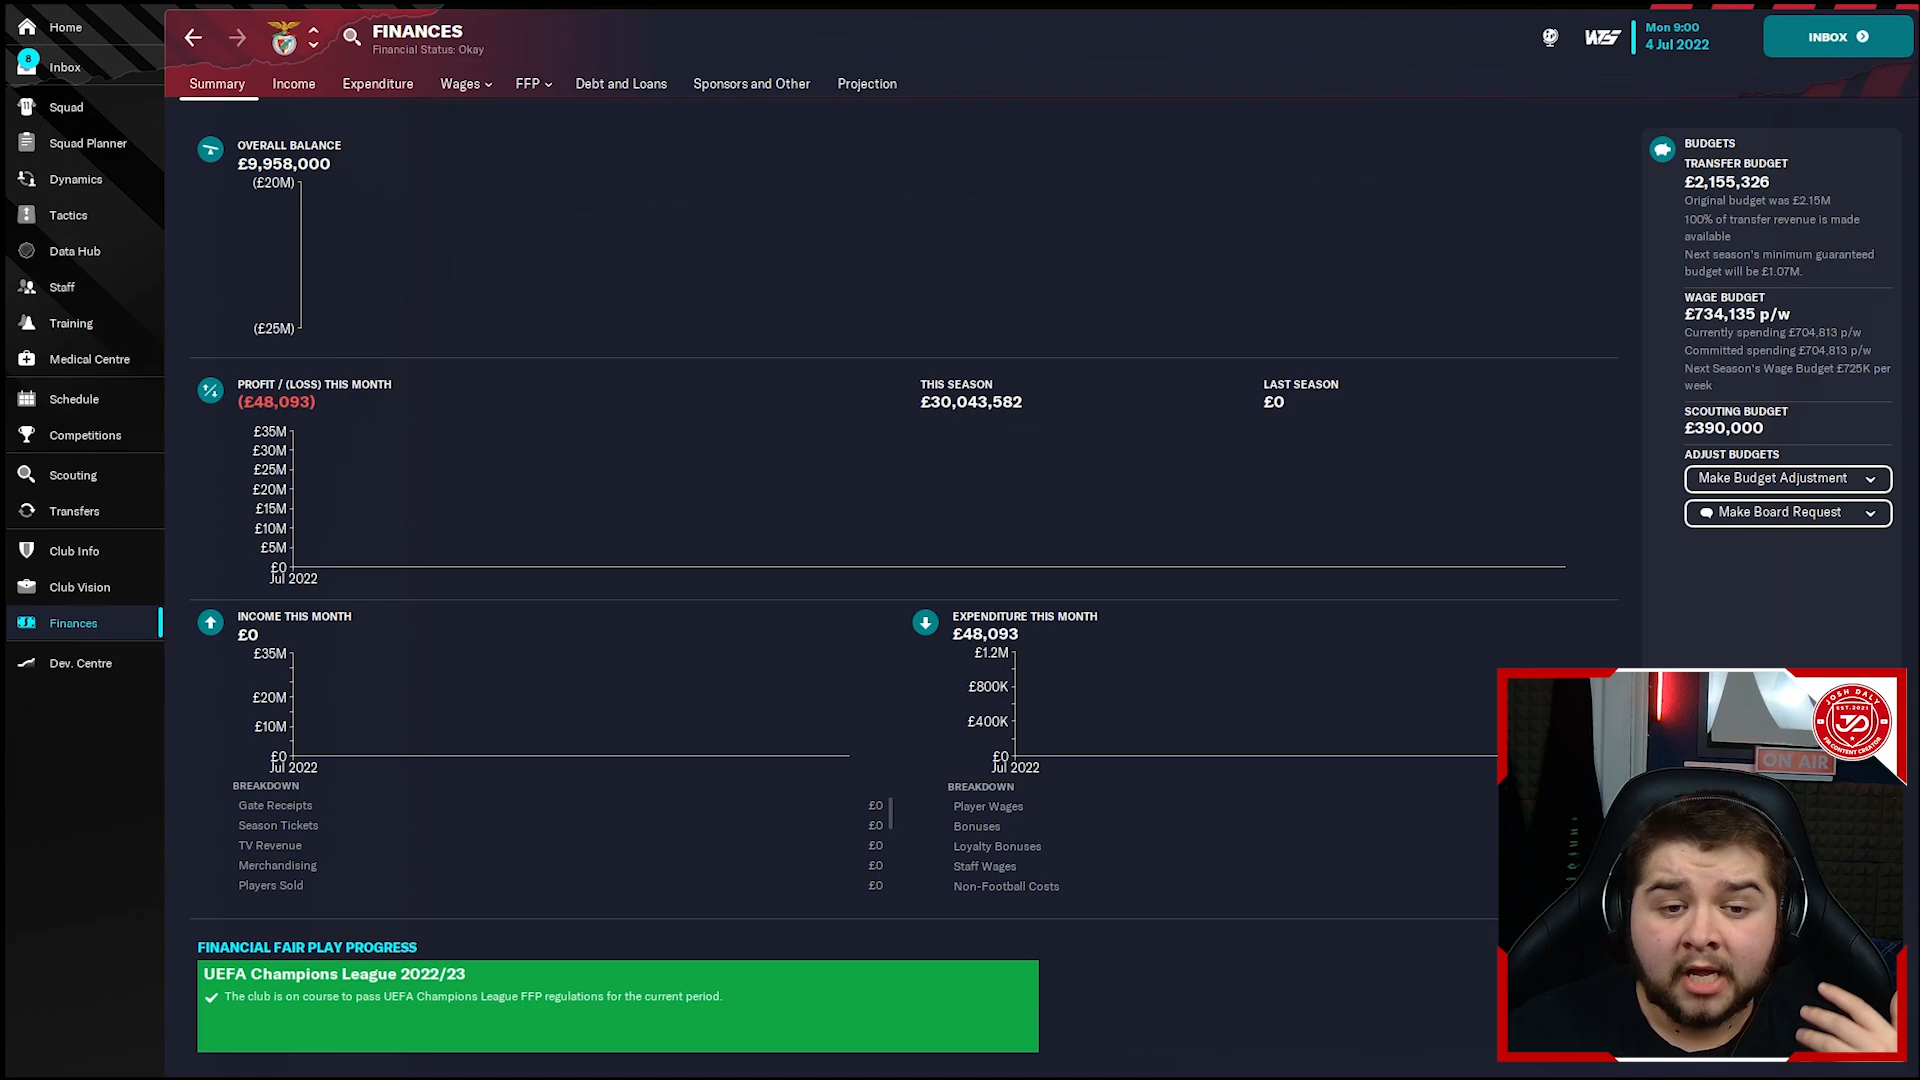 Home
8
Inbox
Squad
Squad Planner
Dynamics
Tactics
Data Hub
Staff
Training
Medical Centre
Schedule
Competitions
Scouting
Transfers
Club Info
Club Vision
Finances
Dev. Centre
FINANCES
Financial Status: Okay
Mon 9:00
4 Jul 2022
INBOX
Summary
Income
Expenditure
Wages
FFP
Debt and Loans
Sponsors and Other
Projection
OVERALL BALANCE
£9,958,000
(£20M)
(£25M)
PROFIT / (LOSS) THIS MONTH
(£48,093)
THIS SEASON
£30,043,582
LAST SEASON
£0
£35M
£30M
£25M
£20M
£15M
£10M
£5M
£0
Jul 2022
INCOME THIS MONTH
£0
£35M
£20M
£10M
£0
Jul 2022
BREAKDOWN
Gate Receipts £0
Season Tickets £0
TV Revenue £0
Merchandising £0
Players Sold £0
EXPENDITURE THIS MONTH
£48,093
£1.2M
£800K
£400K
£0
Jul 2022
BREAKDOWN
Player Wages
Bonuses
Loyalty Bonuses
Staff Wages
Non-Football Costs
FINANCIAL FAIR PLAY PROGRESS
UEFA Champions League 2022/23
The club is on course to pass UEFA Champions League FFP regulations for the current period.
BUDGETS
TRANSFER BUDGET
£2,155,326
Original budget was £2.15M
100% of transfer revenue is made
available
Next season's minimum guaranteed
budget will be £1.07M.
WAGE BUDGET
£734,135 p/w
Currently spending £704,813 p/w
Committed spending £704,813 p/w
Next Season's Wage Budget £725K per
week
SCOUTING BUDGET
£390,000
ADJUST BUDGETS
Make Budget Adjustment
Make Board Request
JOSH DALY
EST. 2021
JD
FM CONTENT CREATOR
ON AIR